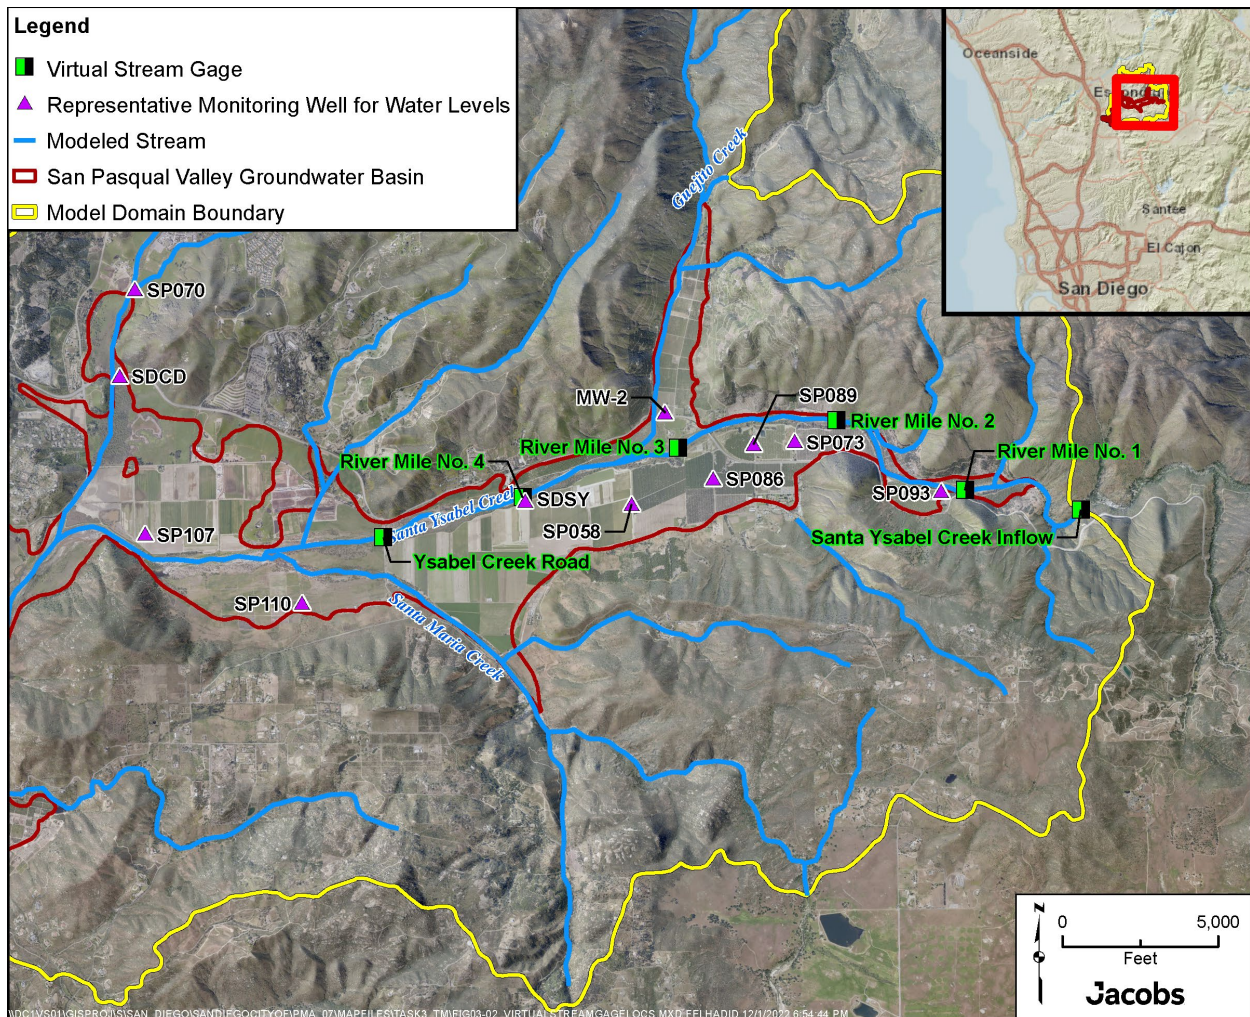 Legend
Virtual Stream Gage
Representative Monitoring Well for Water Levels
Modeled Stream
San Pasqual Valley Groundwater Basin
Model Domain Boundary
Oceanside
Santee
El Cajon
San Diego
Guejito Creek
SP070
SDCD
MW-2
SP089
River Mile No. 2
River Mile No. 3
SP073
River Mile No. 1
River Mile No. 4
SP086
SP093
SDSY
Santa Ysabel Creek
SP058
SP107
Santa Ysabel Creek Inflow
Ysabel Creek Road
SP110
Santa Maria Creek
N
0 5,000
Feet
Jacobs